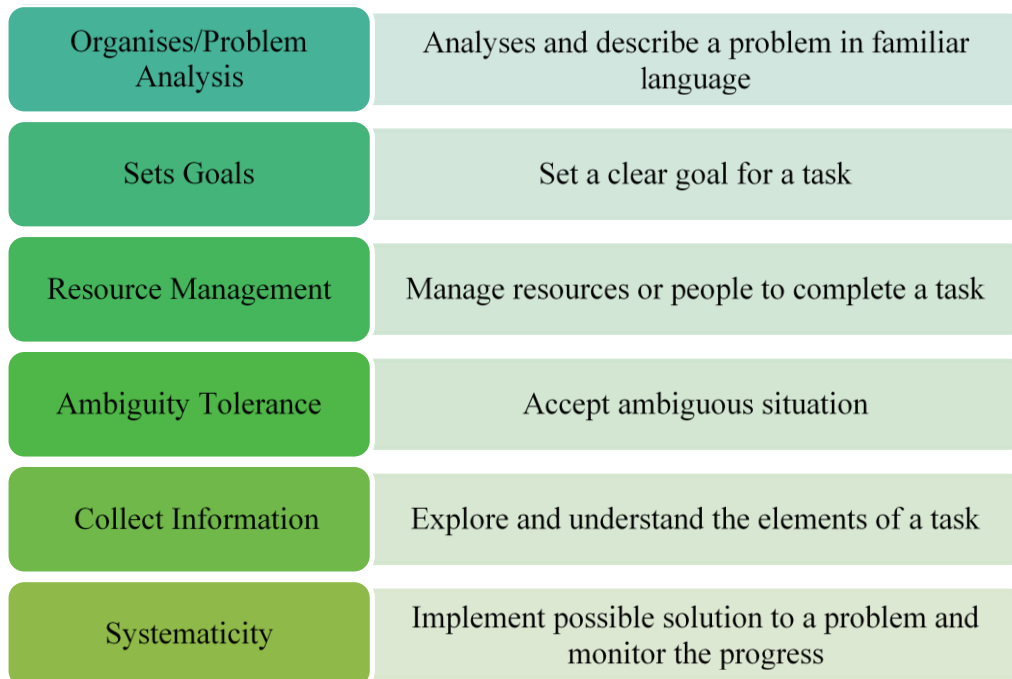 Organises/Problem
Analysis
Analyses and describe a problem in familiar
language
Sets Goals
Set a clear goal for a task
Resource Management
Manage resources or people to complete a task
Ambiguity Tolerance
Accept ambiguous situation
Collect Information
Explore and understand the elements of a task
Systematicity
Implement possible solution to a problem and
monitor the progress